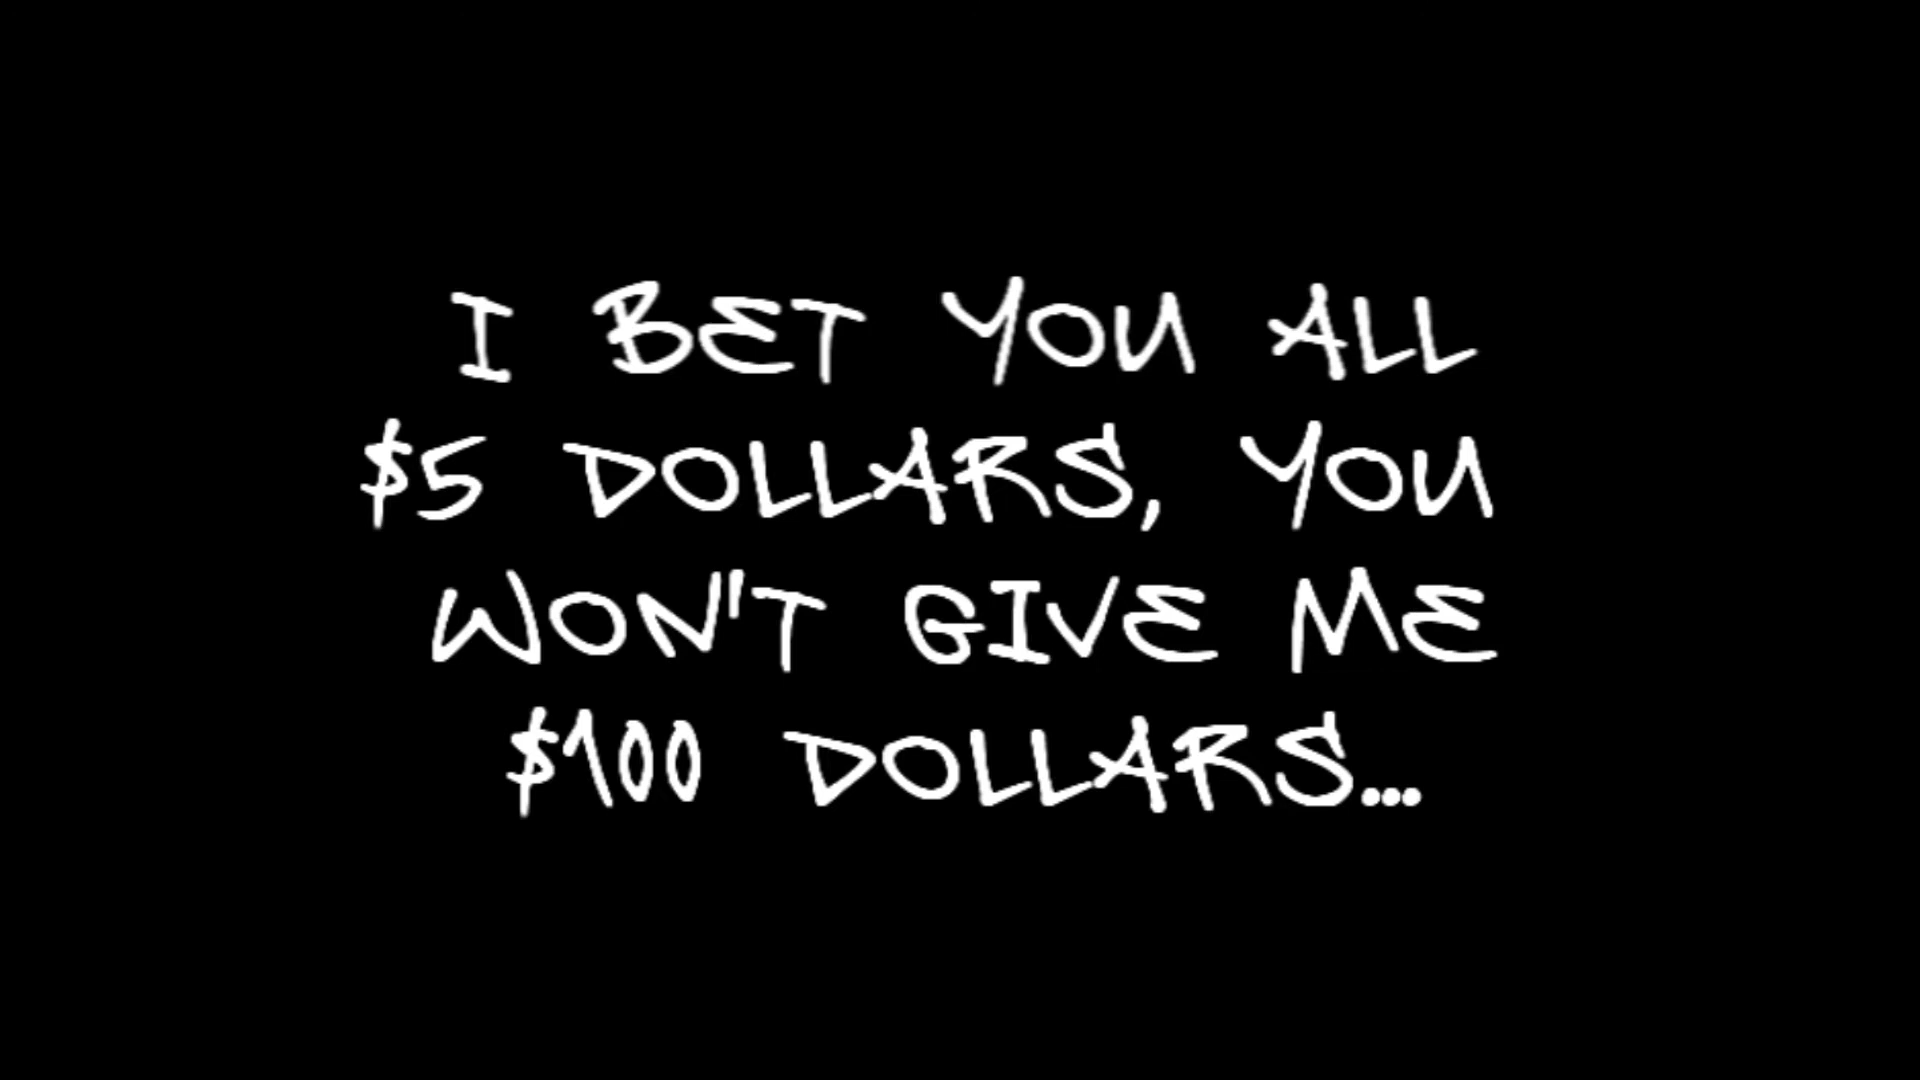 I BET YOU ALL
$5 DOLLARS, YOU
WON'T GIVE ME
$100 DOLLARS...